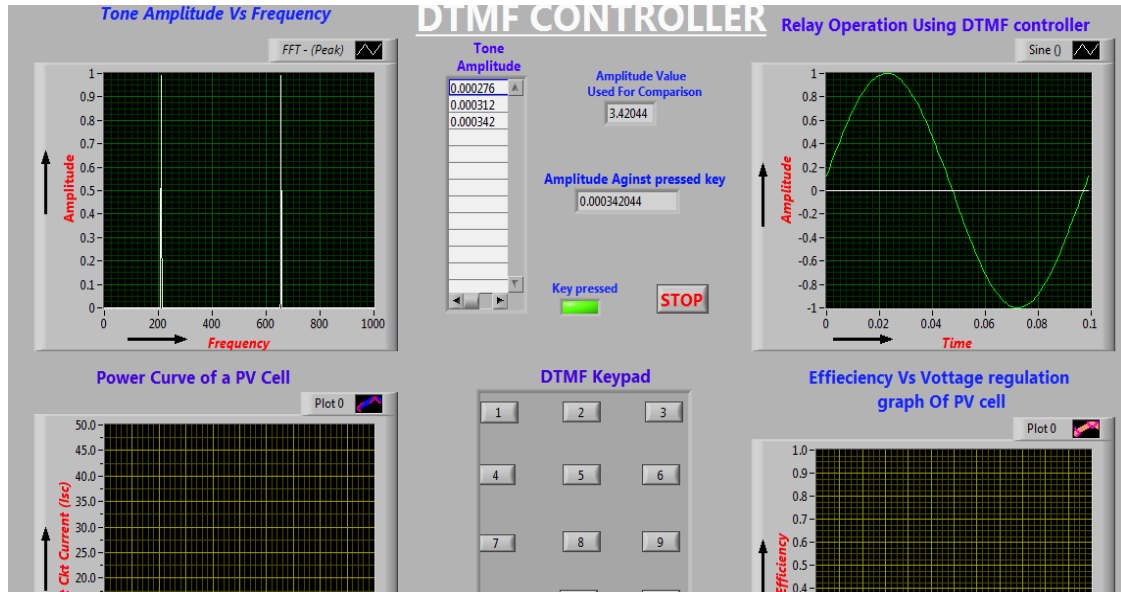 DTMF CONTROLLER
Tone Amplitude Vs Frequency
FFT - (Peak)
Amplitude
1
0.9
0.8
0.7
0.6
0.5
0.4
0.3
0.2
0.1
0
0 200 400 600 800 1000
Frequency
Tone
Amplitude
0.000276
0.000312
0.000342
Amplitude Value
Used For Comparison
3.42044
Amplitude Aginst pressed key
0.000342044
Key pressed
STOP
Relay Operation Using DTMF controller
Sine ()
Amplitude
1
0.8
0.6
0.4
0.2
0
-0.2
-0.4
-0.6
-0.8
-1
0 0.02 0.04 0.06 0.08 0.1
Time
Power Curve of a PV Cell
Plot 0
Ckt Current (Isc)
50.0
45.0
40.0
35.0
30.0
25.0
20.0
DTMF Keypad
1 2 3
4 5 6
7 8 9
Effieciency Vs Vottage regulation
graph Of PV cell
Plot 0
Efficiency
1.0
0.9
0.8
0.7
0.6
0.5
0.4